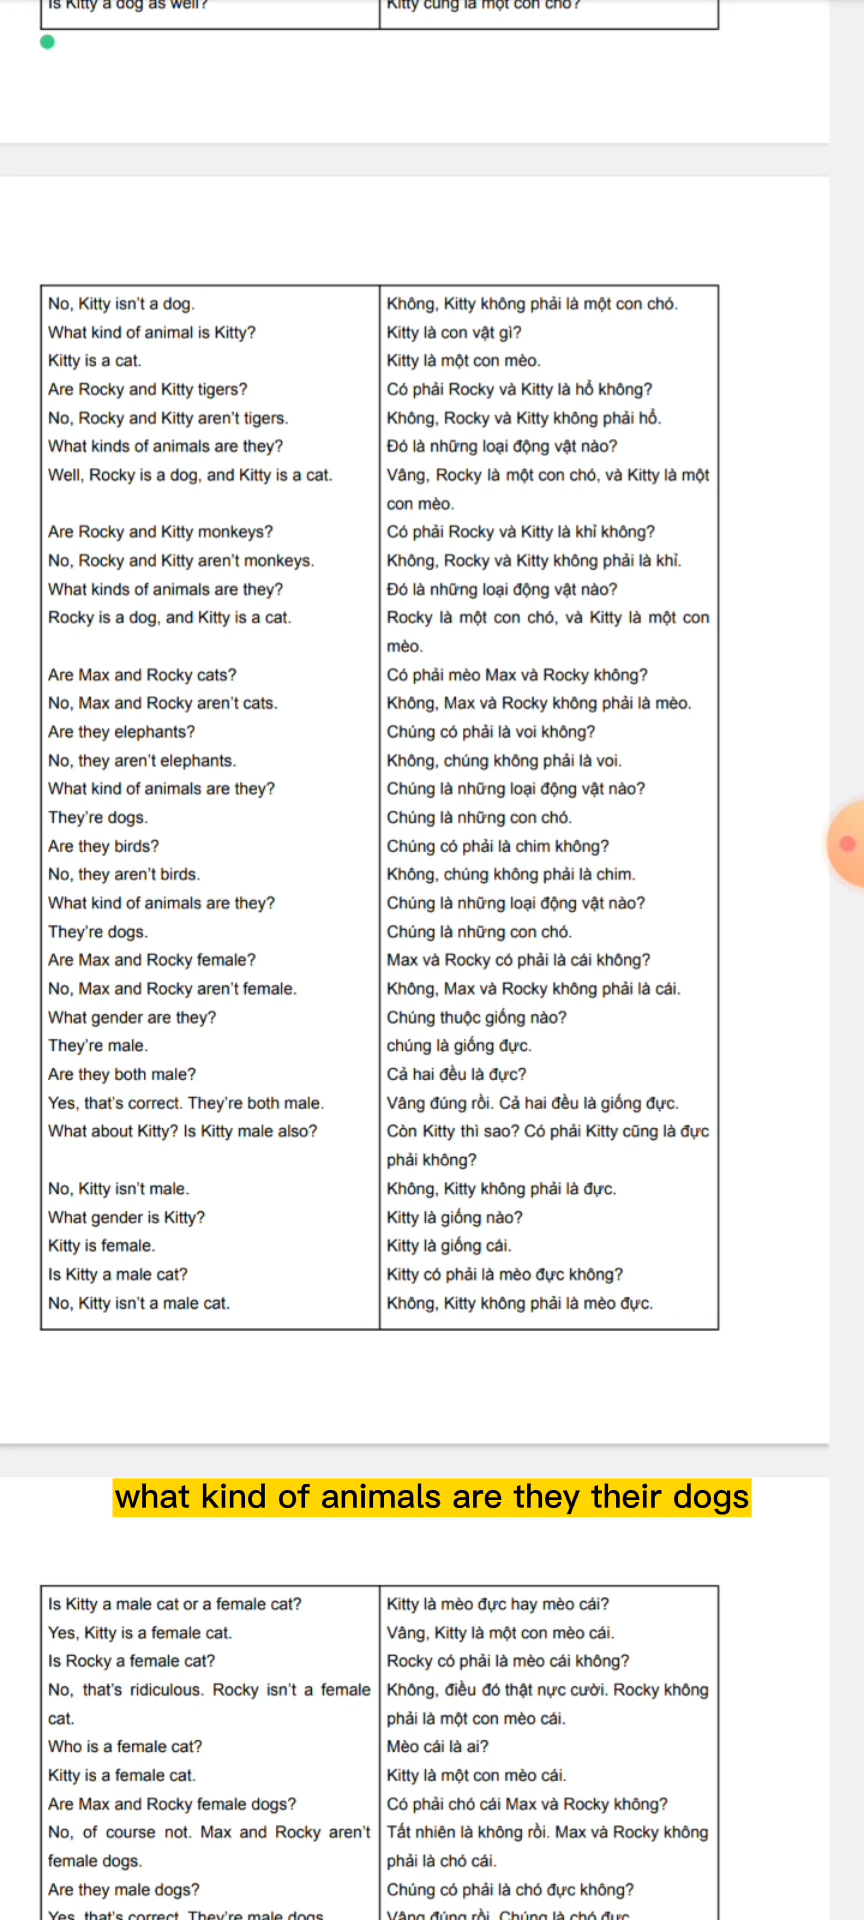 Is Kitty a dog as well?
Kitty cũng là một con chó?
No, Kitty isn't a dog.
Không, Kitty không phải là một con chó.
What kind of animal is Kitty?
Kitty là con vật gì?
Kitty is a cat.
Kitty là một con mèo.
Are Rocky and Kitty tigers?
Có phải Rocky và Kitty là hổ không?
No, Rocky and Kitty aren't tigers.
Không, Rocky và Kitty không phải hổ.
What kinds of animals are they?
Đó là những loại động vật nào?
Well, Rocky is a dog, and Kitty is a cat.
Vâng, Rocky là một con chó, và Kitty là một
con mèo.
Are Rocky and Kitty monkeys?
Có phải Rocky và Kitty là khỉ không?
No, Rocky and Kitty aren't monkeys.
Không, Rocky và Kitty không phải là khỉ.
What kinds of animals are they?
Đó là những loại động vật nào?
Rocky is a dog, and Kitty is a cat.
Rocky là một con chó, và Kitty là một con
mèo.
Are Max and Rocky cats?
Có phải mèo Max và Rocky không?
No, Max and Rocky aren't cats.
Không, Max và Rocky không phải là mèo.
Are they elephants?
Chúng có phải là voi không?
No, they aren't elephants.
Không, chúng không phải là voi.
What kind of animals are they?
Chúng là những loại động vật nào?
They're dogs.
Chúng là những con chó.
Are they birds?
Chúng có phải là chim không?
No, they aren't birds.
Không, chúng không phải là chim.
What kind of animals are they?
Chúng là những loại động vật nào?
They're dogs.
Chúng là những con chó.
Are Max and Rocky female?
Max và Rocky có phải là cái không?
No, Max and Rocky aren't female.
Không, Max và Rocky không phải là cái.
What gender are they?
Chúng thuộc giống nào?
They're male.
chúng là giống đực.
Are they both male?
Cả hai đều là đực?
Yes, that's correct. They're both male.
Vâng đúng rồi. Cả hai đều là giống đực.
What about Kitty? Is Kitty male also?
Còn Kitty thì sao? Có phải Kitty cũng là đực
phải không?
No, Kitty isn't male.
Không, Kitty không phải là đực.
What gender is Kitty?
Kitty là giống nào?
Kitty is female.
Kitty là giống cái.
Is Kitty a male cat?
Kitty có phải là mèo đực không?
No, Kitty isn't a male cat.
Không, Kitty không phải là mèo đực.
what kind of animals are they their dogs
Is Kitty a male cat or a female cat?
Kitty là mèo đực hay mèo cái?
Yes, Kitty is a female cat.
Vâng, Kitty là một con mèo cái.
Is Rocky a female cat?
Rocky có phải là mèo cái không?
No, that's ridiculous. Rocky isn't a female
Không, điều đó thật nực cười. Rocky không
cat.
phải là một con mèo cái.
Who is a female cat?
Mèo cái là ai?
Kitty is a female cat.
Kitty là một con mèo cái.
Are Max and Rocky female dogs?
Có phải chó cái Max và Rocky không?
No, of course not. Max and Rocky aren't
Tất nhiên là không rồi. Max và Rocky không
female dogs.
phải là chó cái.
Are they male dogs?
Chúng có phải là chó đực không?
Yes, that's correct. They're male dogs.
Vâng đúng rồi. Chúng là chó đực.